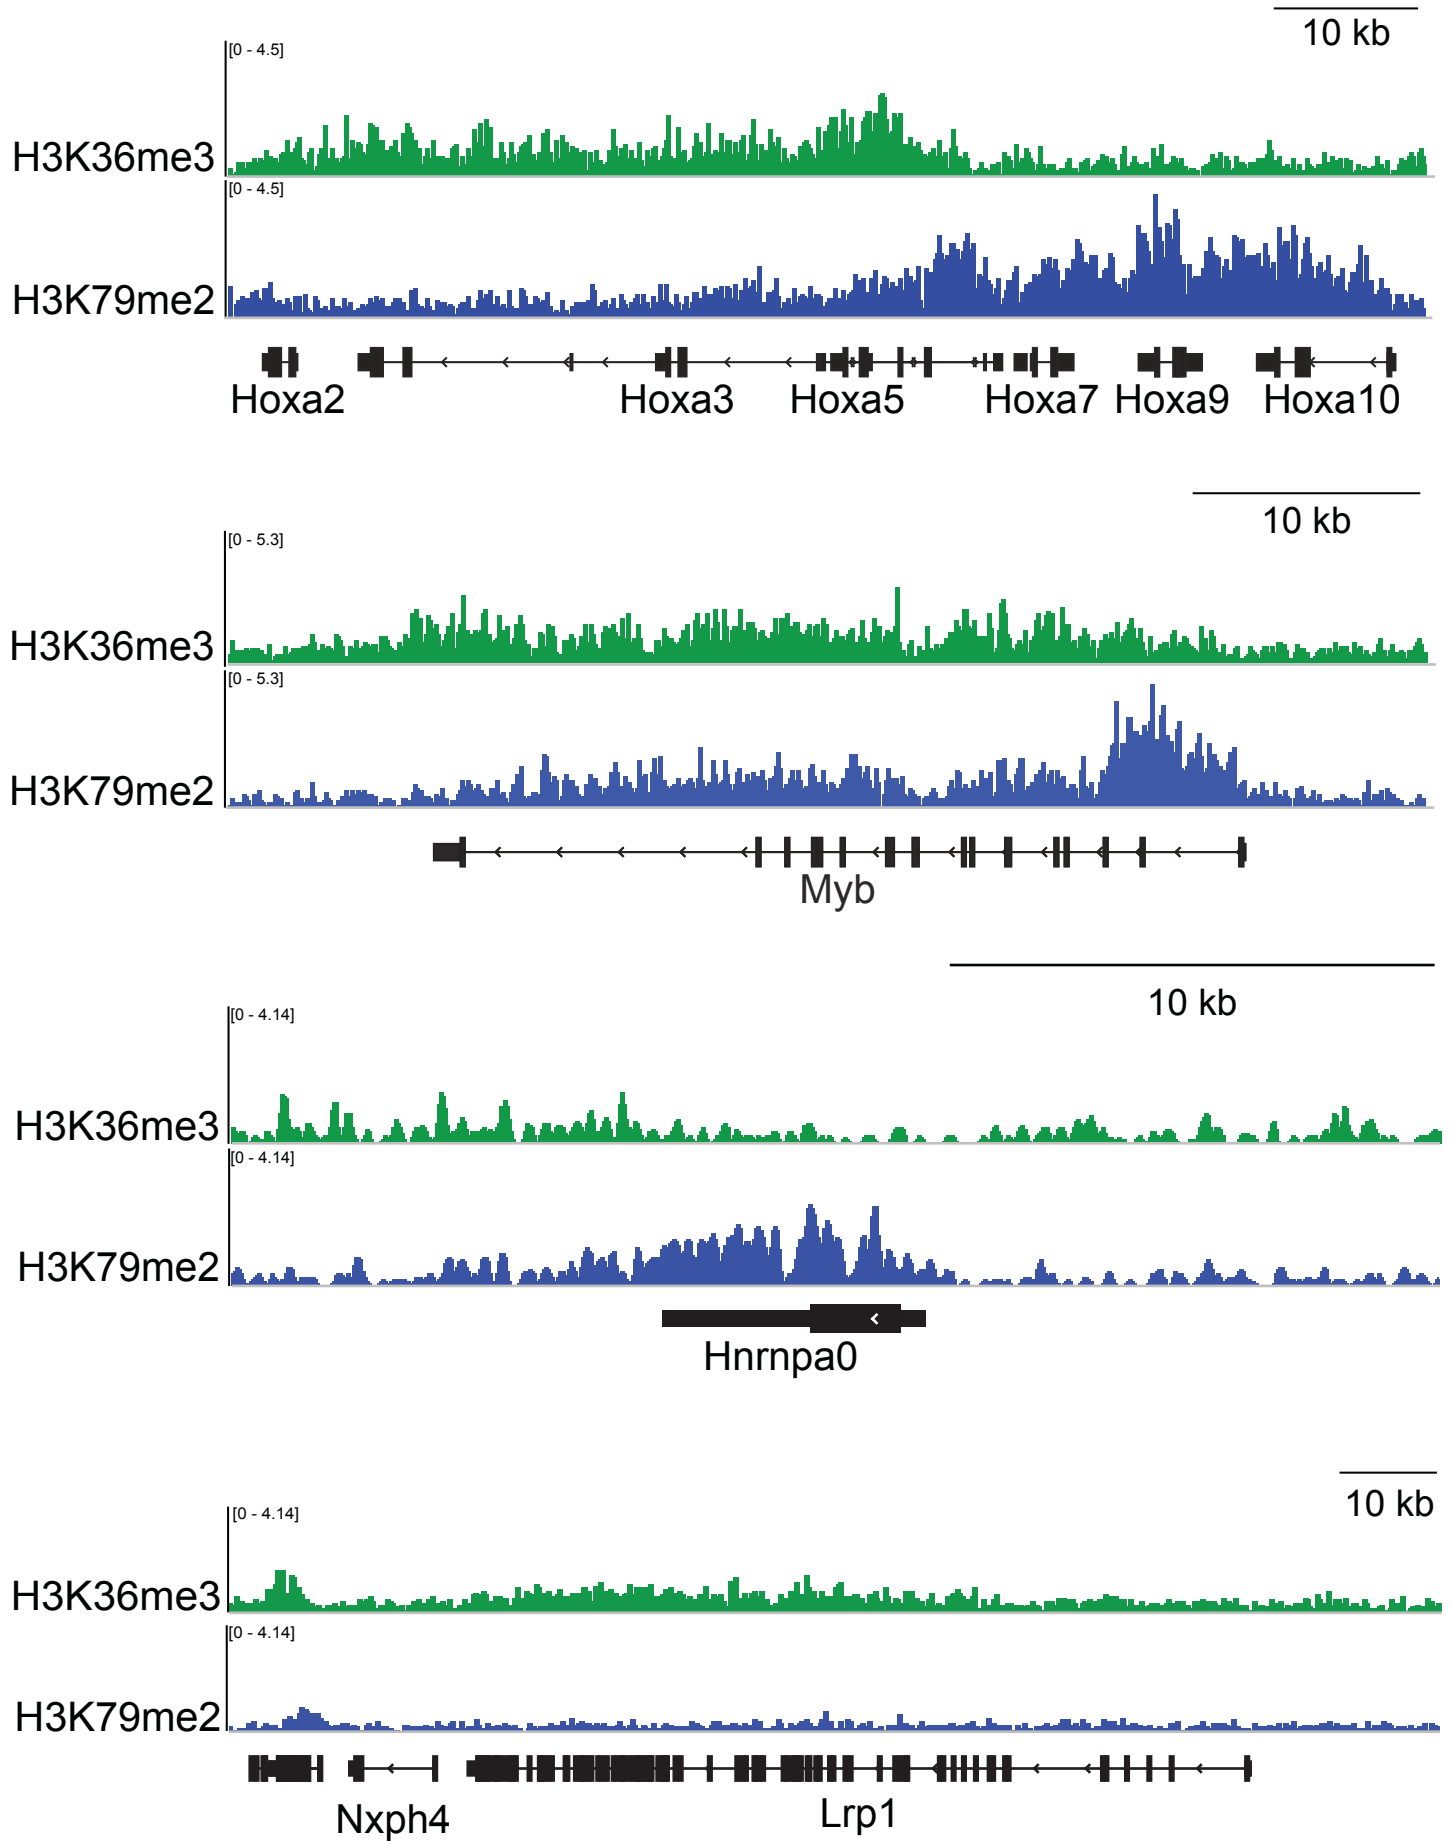 10 kb
[0 - 4.5]
H3K36me3
[0 - 4.5]
H3K79me2
Hoxa2 Hoxa3 Hoxa5 Hoxa7 Hoxa9 Hoxa10
10 kb
[0 - 5.3]
H3K36me3
[0 - 5.3]
H3K79me2
Myb
10 kb
[0 - 4.14]
H3K36me3
[0 - 4.14]
H3K79me2
Hnrnpa0
10 kb
[0 - 4.14]
H3K36me3
[0 - 4.14]
H3K79me2
Nxph4 Lrp1